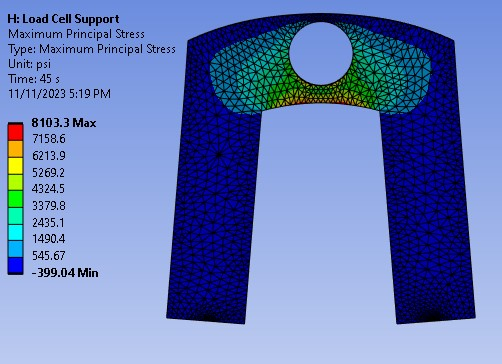 H: Load Cell Support
Maximum Principal Stress
Type: Maximum Principal Stress
Unit: psi
Time: 45 s
11/11/2023 5:19 PM
8103.3 Max
7158.6
6213.9
5269.2
4324.5
3379.8
2435.1
1490.4
545.67
-399.04 Min